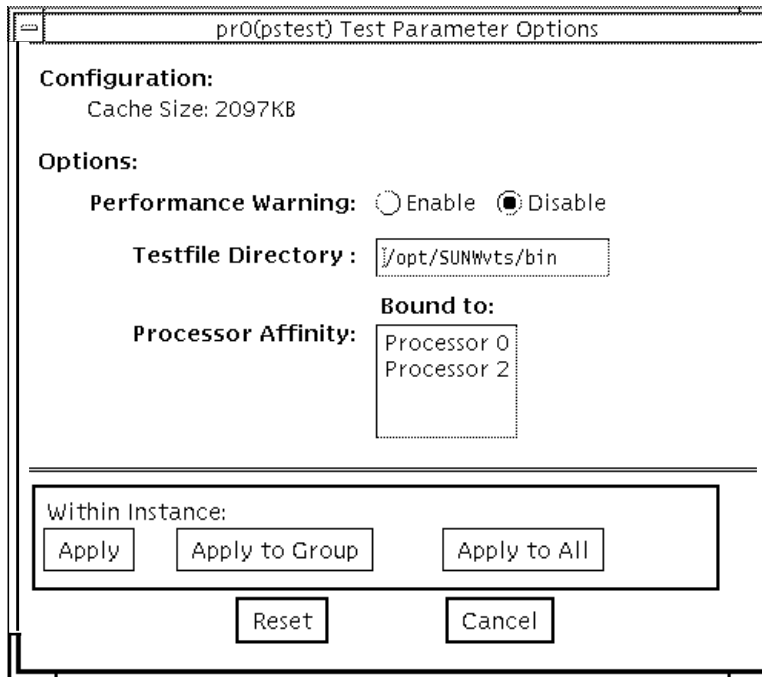 pr0(pstest) Test Parameter Options
Configuration:
Cache Size: 2097KB
Options:
Performance Warning: Enable Disable
Testfile Directory : /opt/SUNWvts/bin
Bound to:
Processor Affinity:
Processor 0
Processor 2
Within Instance:
Apply Apply to Group Apply to All
Reset Cancel